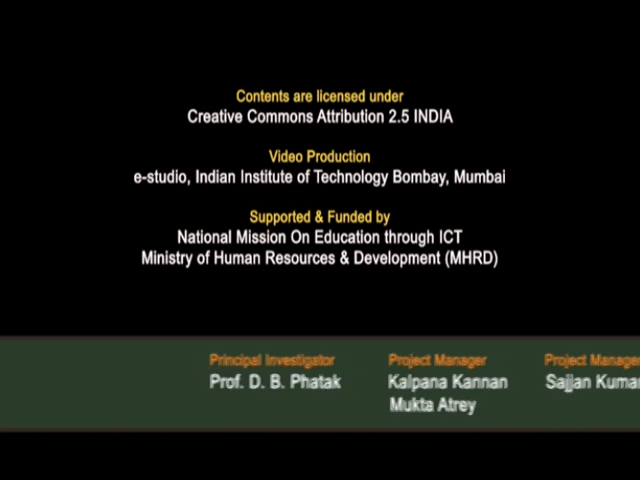 Contents are licensed under
Creative Commons Attribution 2.5 INDIA
Video Production
e-studio, Indian Institute of Technology Bombay, Mumbai
Supported & Funded by
National Mission On Education through ICT
Ministry of Human Resources & Development (MHRD)
Principal Investigator
Prof. D. B. Phatak
Project Manager
Kalpana Kannan
Mukta Atrey
Project
Sajjan